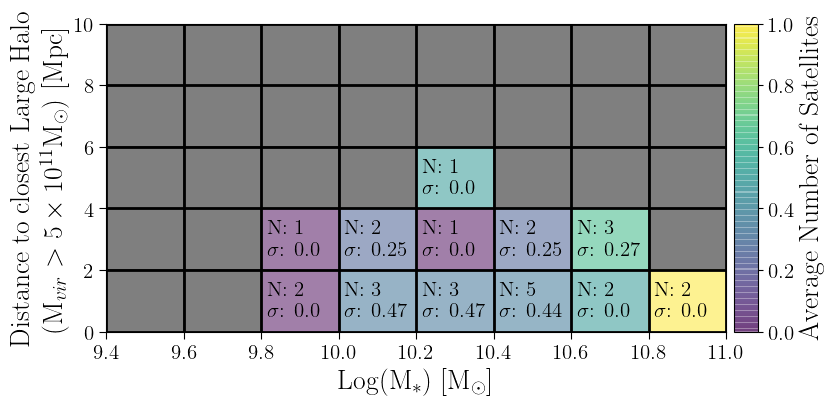 Distance to closest Large Halo
(M_vir > 5 × 10^11 M_⊙) [Mpc]
10
8
6
4
2
0
N: 1
σ: 0.0
N: 1
σ: 0.0
N: 2
σ: 0.25
N: 1
σ: 0.0
N: 2
σ: 0.25
N: 3
σ: 0.27
N: 2
σ: 0.0
N: 3
σ: 0.47
N: 3
σ: 0.47
N: 5
σ: 0.44
N: 2
σ: 0.0
N: 2
σ: 0.0
9.4 9.6 9.8 10.0 10.2 10.4 10.6 10.8 11.0
Log(M_*) [M_⊙]
1.0
0.8
0.6
0.4
0.2
0.0
Average Number of Satellites